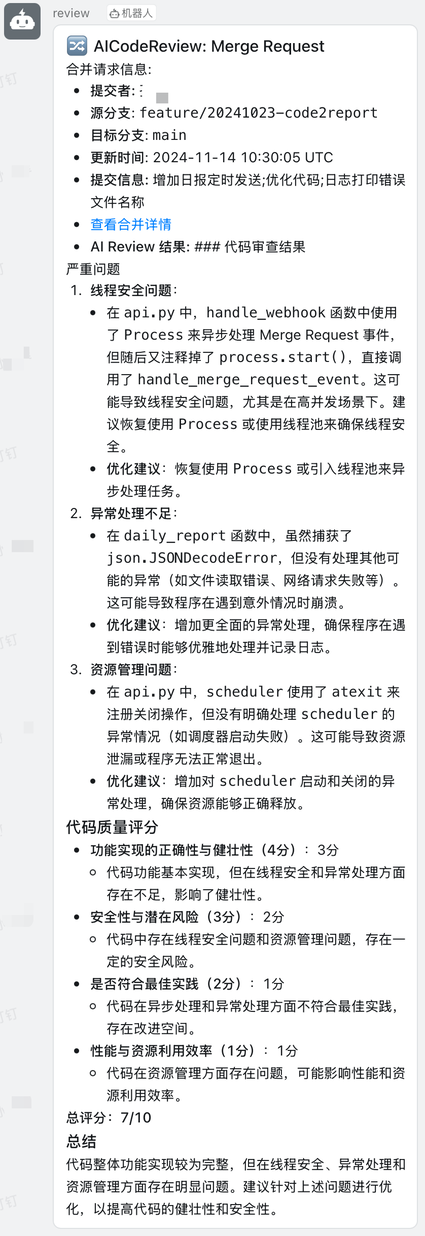 review 机器人
AICodeReview: Merge Request
合并请求信息:
• 提交者:
• 源分支: feature/20241023-code2report
• 目标分支: main
• 更新时间: 2024-11-14 10:30:05 UTC
• 提交信息: 增加日报定时发送;优化代码;日志打印错误
文件名称
• 查看合并详情
• AI Review 结果: ### 代码审查结果
严重问题
1. 线程安全问题：
• 在 api.py 中，handle_webhook 函数中使用
了 Process 来异步处理 Merge Request 事件，
但随后又注释掉了 process.start()，直接调
用了 handle_merge_request_event。这可
能导致线程安全问题，尤其是在高并发场景下。建
议恢复使用 Process 或使用线程池来确保线程安
全。
• 优化建议：恢复使用 Process 或引入线程池来异
步处理任务。
2. 异常处理不足：
• 在 daily_report 函数中，虽然捕获了
json.JSONDecodeError，但没有处理其他可
能的异常（如文件读取错误、网络请求失败等）。
这可能导致程序在遇到意外情况时崩溃。
• 优化建议：增加更全面的异常处理，确保程序在遇
到错误时能够优雅地处理并记录日志。
3. 资源管理问题：
• 在 api.py 中，scheduler 使用了 atexit 来
注册关闭操作，但没有明确处理 scheduler 的
异常情况（如调度器启动失败）。这可能导致资源
泄漏或程序无法正常退出。
• 优化建议：增加对 scheduler 启动和关闭的异
常处理，确保资源能够正确释放。
代码质量评分
• 功能实现的正确性与健壮性（4分）：3分
○ 代码功能基本实现，但在线程安全和异常处理方面
存在不足，影响了健壮性。
• 安全性与潜在风险（3分）：2分
○ 代码中存在线程安全问题和资源管理问题，存在一
定的安全风险。
• 是否符合最佳实践（2分）：1分
○ 代码在异步处理和异常处理方面不符合最佳实践，
存在改进空间。
• 性能与资源利用效率（1分）：1分
○ 代码在资源管理方面存在问题，可能影响性能和资
源利用效率。
总评分：7/10
总结
代码整体功能实现较为完整，但在线程安全、异常处理和
资源管理方面存在明显问题。建议针对上述问题进行优
化，以提高代码的健壮性和安全性。